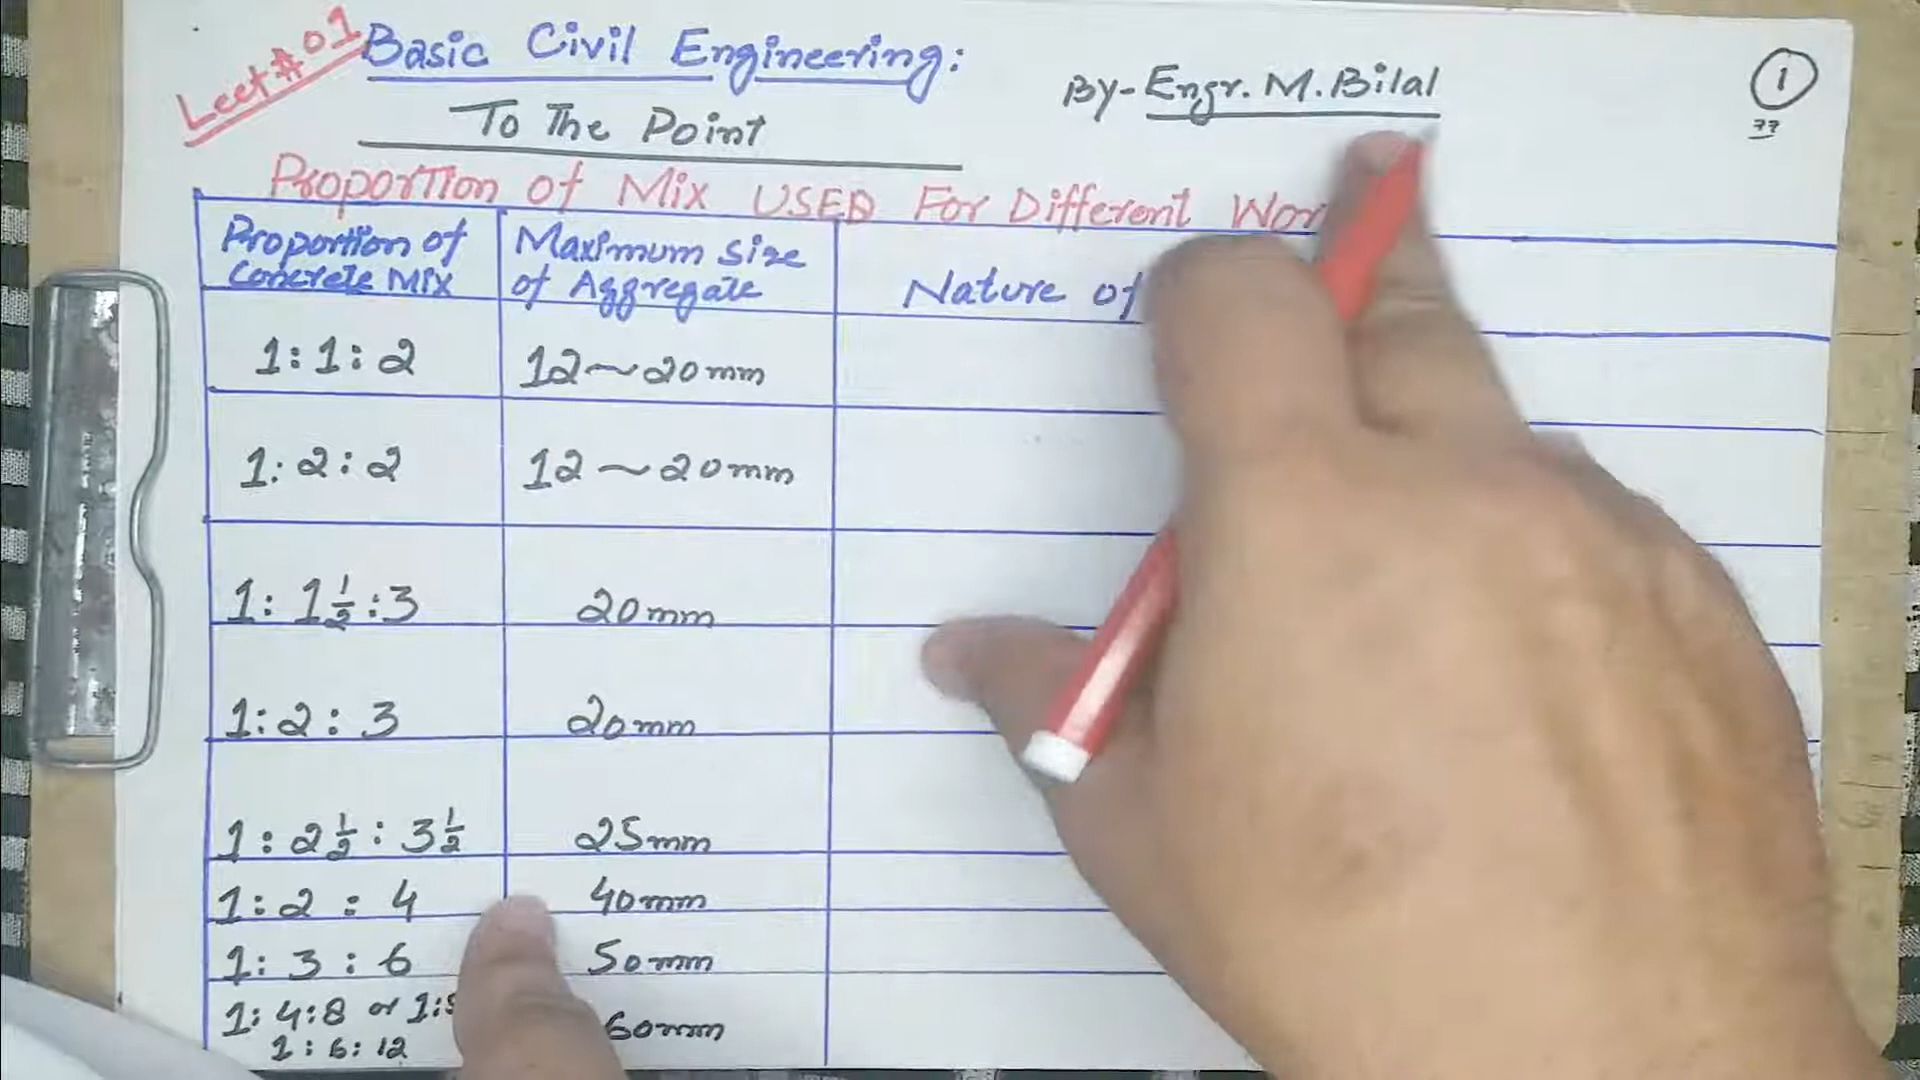 Lect # 01
Basic Civil Engineering:
By- Engr. M. Bilal
1
77
To The Point
Proportion of Mix USED For Different
Proportion of Concrete Mix
Maximum Size of Aggregate
Nature of
1:1:2
12~20mm
1:2:2
12~20mm
1:1½:3
20mm
1:2:3
20mm
1:2½:3½
25mm
1:2:4
40mm
1:3:6
50mm
1:4:8 or
1:6:12
60mm